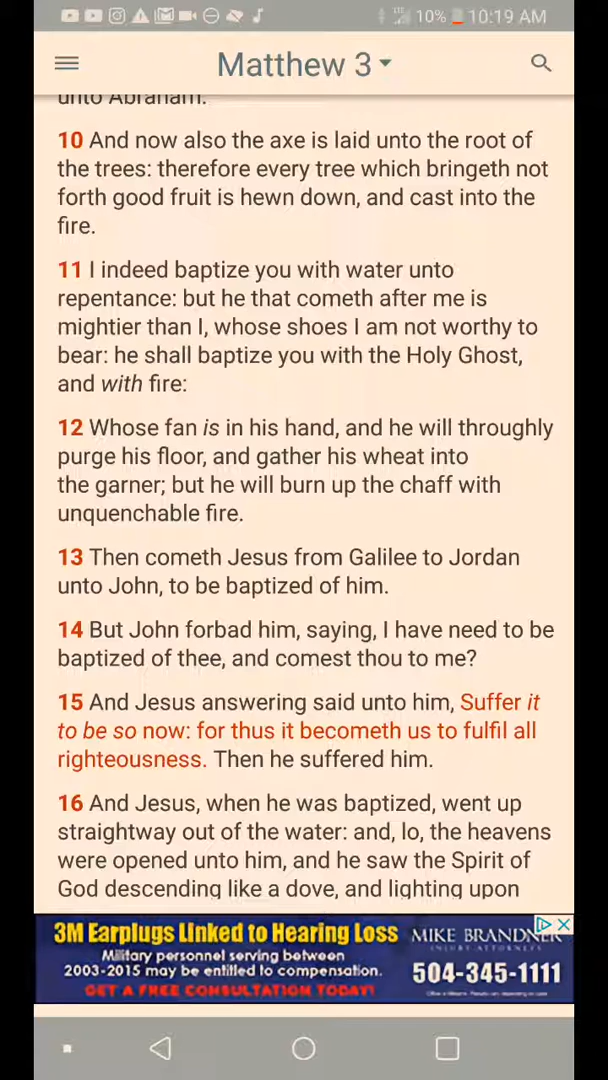 10% 10:19 AM
Matthew 3
unto Abraham.
10 And now also the axe is laid unto the root of
the trees: therefore every tree which bringeth not
forth good fruit is hewn down, and cast into the
fire.
11 I indeed baptize you with water unto
repentance: but he that cometh after me is
mightier than I, whose shoes I am not worthy to
bear: he shall baptize you with the Holy Ghost,
and with fire:
12 Whose fan is in his hand, and he will throughly
purge his floor, and gather his wheat into
the garner; but he will burn up the chaff with
unquenchable fire.
13 Then cometh Jesus from Galilee to Jordan
unto John, to be baptized of him.
14 But John forbad him, saying, I have need to be
baptized of thee, and comest thou to me?
15 And Jesus answering said unto him, Suffer it
to be so now: for thus it becometh us to fulfil all
righteousness. Then he suffered him.
16 And Jesus, when he was baptized, went up
straightway out of the water: and, lo, the heavens
were opened unto him, and he saw the Spirit of
God descending like a dove, and lighting upon
3M Earplugs Linked to Hearing Loss
Military personnel serving between
2003-2015 may be entitled to compensation.
GET A FREE CONSULTATION TODAY!
MIKE BRANDNER
INJURY ATTORNEYS
504-345-1111